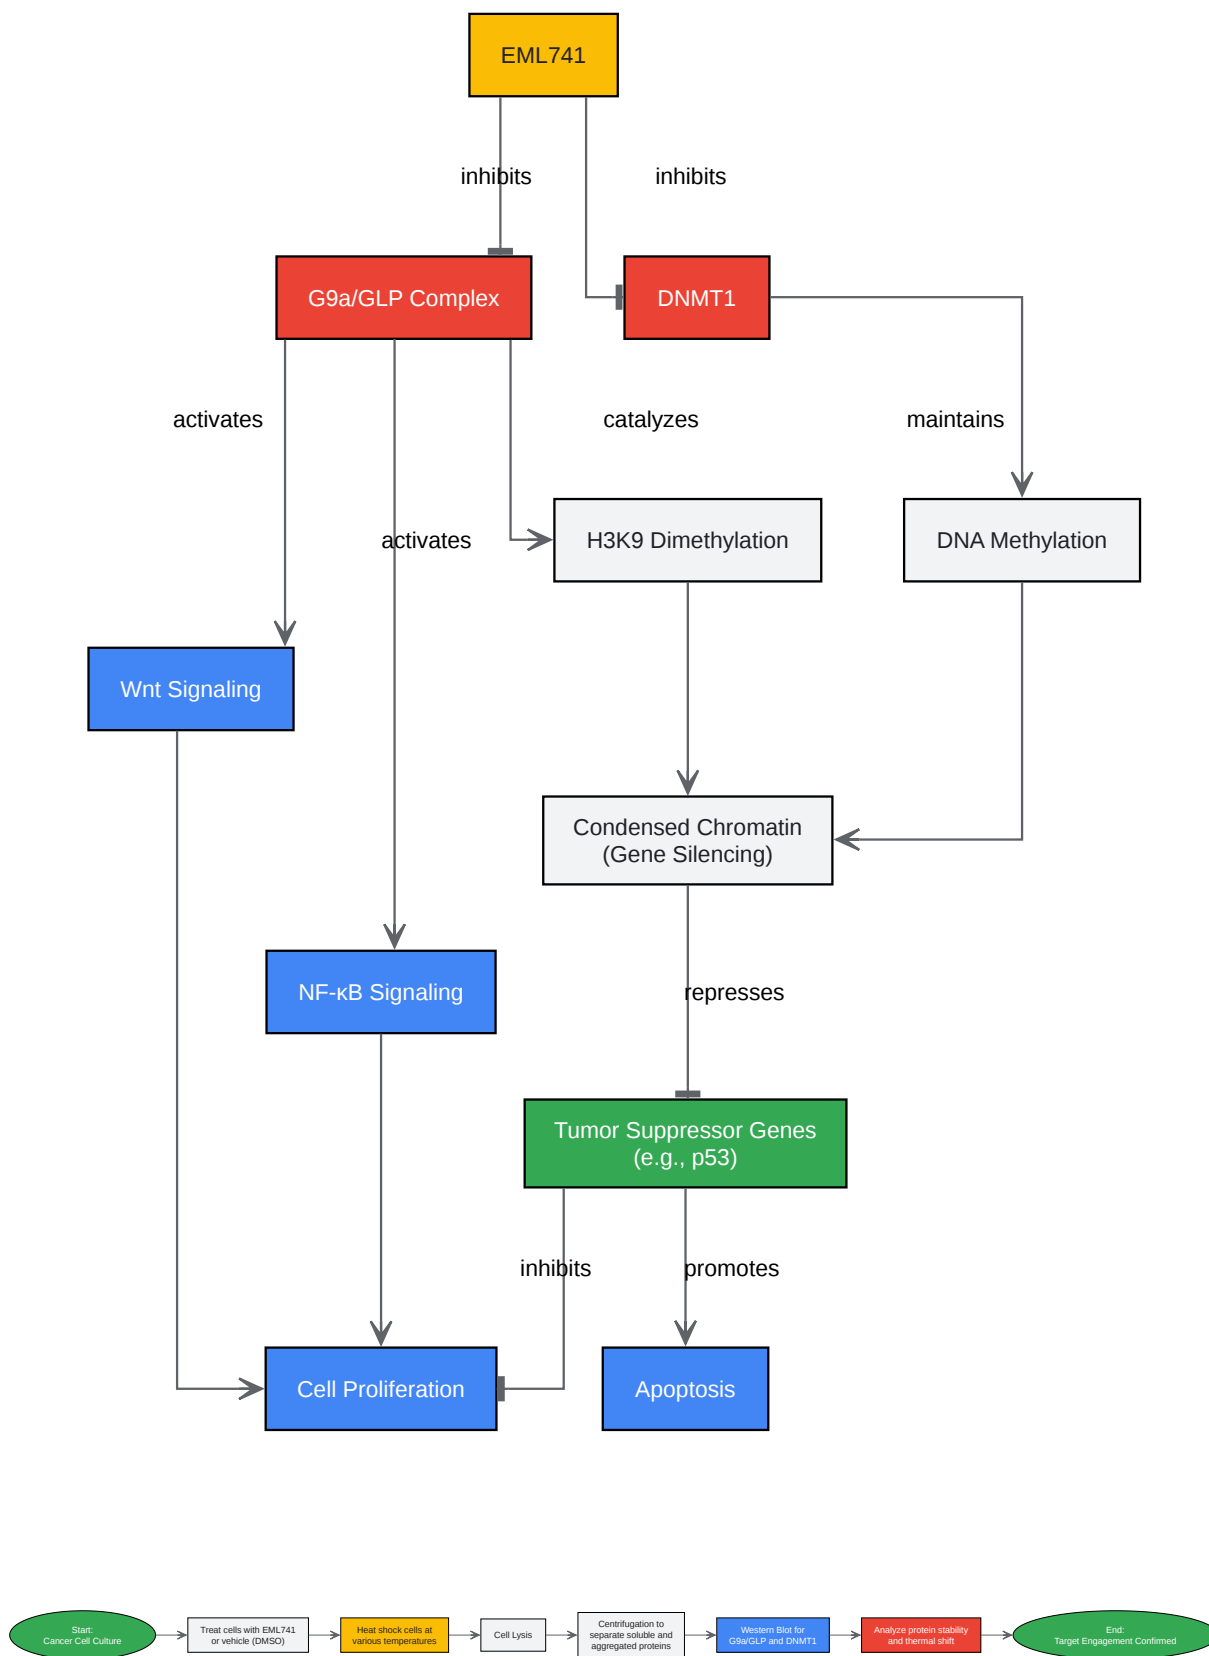 EML741
inhibits
inhibits
G9a/GLP Complex
DNMT1
activates
catalyzes
maintains
activates
H3K9 Dimethylation
DNA Methylation
Wnt Signaling
Condensed Chromatin
(Gene Silencing)
NF-κB Signaling
represses
Tumor Suppressor Genes
(e.g., p53)
inhibits
promotes
Cell Proliferation
Apoptosis
Start:
Cancer Cell Culture
Treat cells with EML741
or vehicle (DMSO)
Heat shock cells at
various temperatures
Cell Lysis
Centrifugation to
separate soluble and
aggregated proteins
Western Blot for
G9a/GLP and DNMT1
Analyze protein stability
and thermal shift
End:
Target Engagement Confirmed